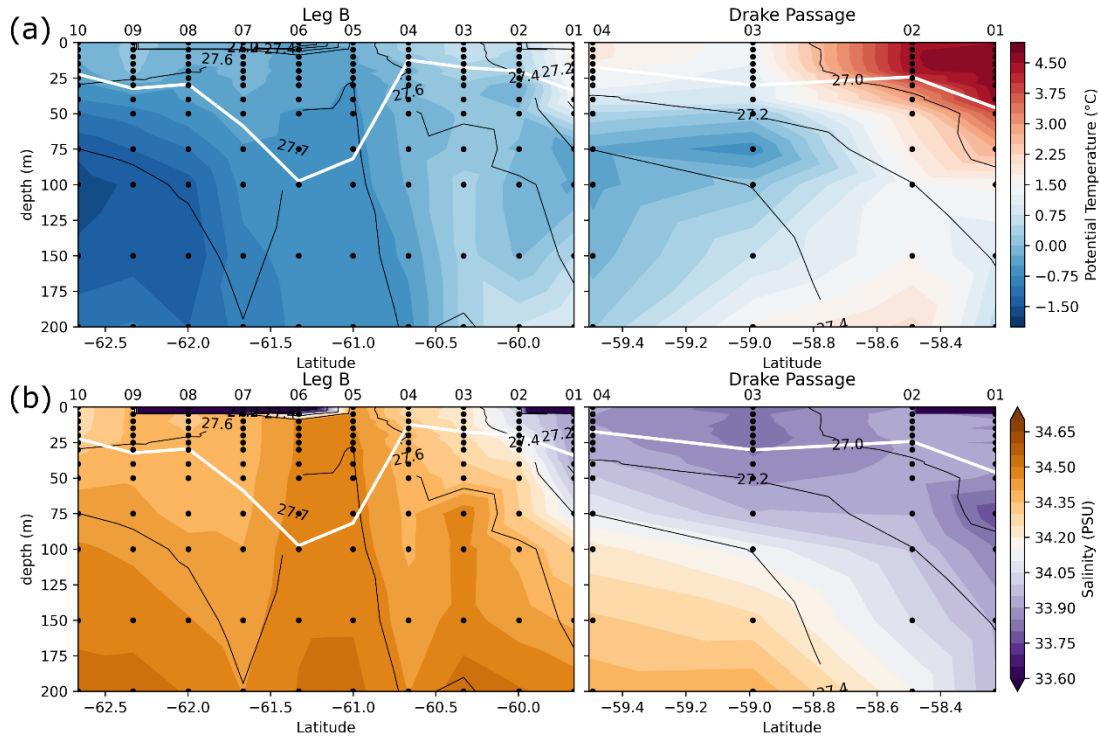 (a)
Leg B
Drake Passage
10 09 08 07 06 05 04 03 02 01
04 03 02 01
0
25
50
75
100
125
150
175
200
depth (m)
27.6
27.4
27.7
27.6
27.4
27.2
27.0
27.2
27.4
−62.5 −62.0 −61.5 −61.0 −60.5 −60.0
−59.4 −59.2 −59.0 −58.8 −58.6 −58.4
Latitude
Latitude
4.50
3.75
3.00
2.25
1.50
0.75
0.00
−0.75
−1.50
Potential Temperature (°C)
(b)
Leg B
Drake Passage
10 09 08 07 06 05 04 03 02 01
04 03 02 01
0
25
50
75
100
125
150
175
200
depth (m)
27.6
27.4
27.7
27.6
27.4
27.2
27.0
27.2
27.4
−62.5 −62.0 −61.5 −61.0 −60.5 −60.0
−59.4 −59.2 −59.0 −58.8 −58.6 −58.4
Latitude
Latitude
34.65
34.50
34.35
34.20
34.05
33.90
33.75
33.60
Salinity (PSU)